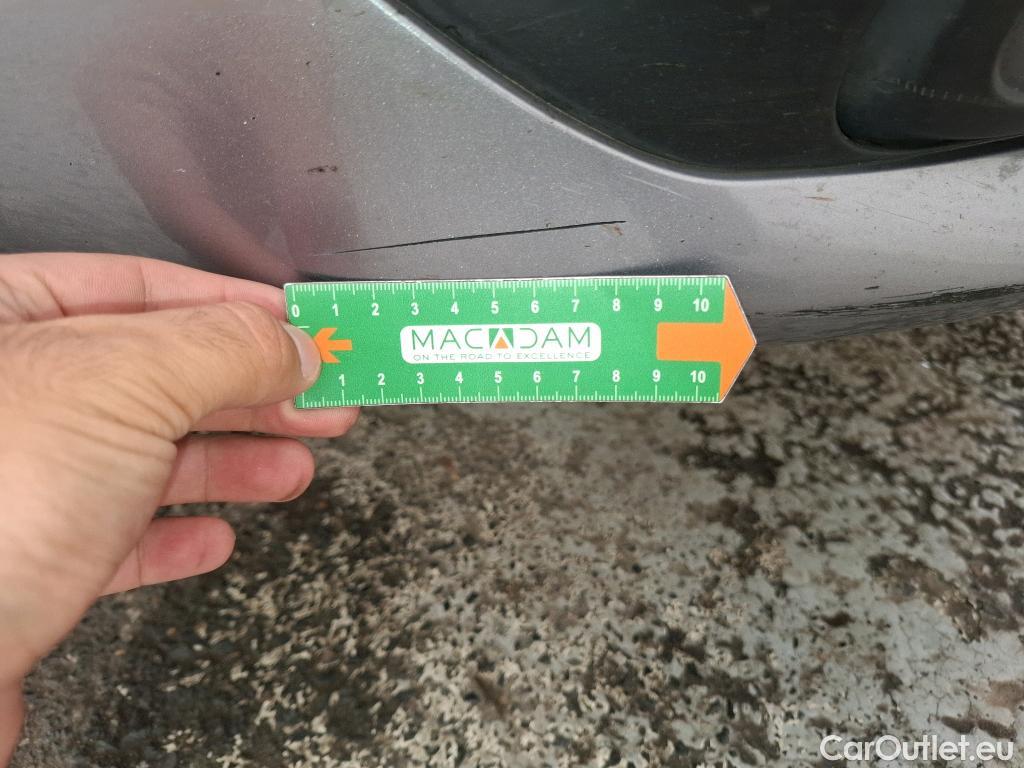 0 1 2 3 4 5 6 7 8 9 10
MACADAM
ON THE ROAD TO EXCELLENCE
1 2 3 4 5 6 7 8 9 10
CarOutlet.eu